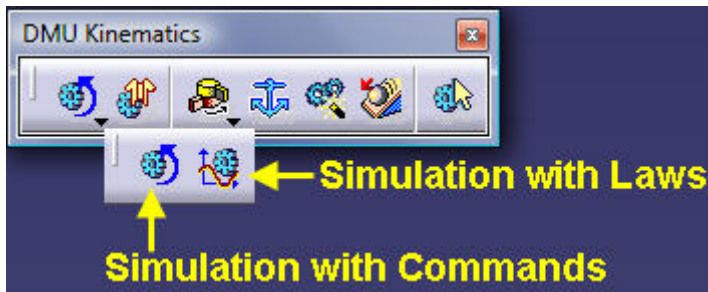 DMU Kinematics
Simulation with Laws
Simulation with Commands